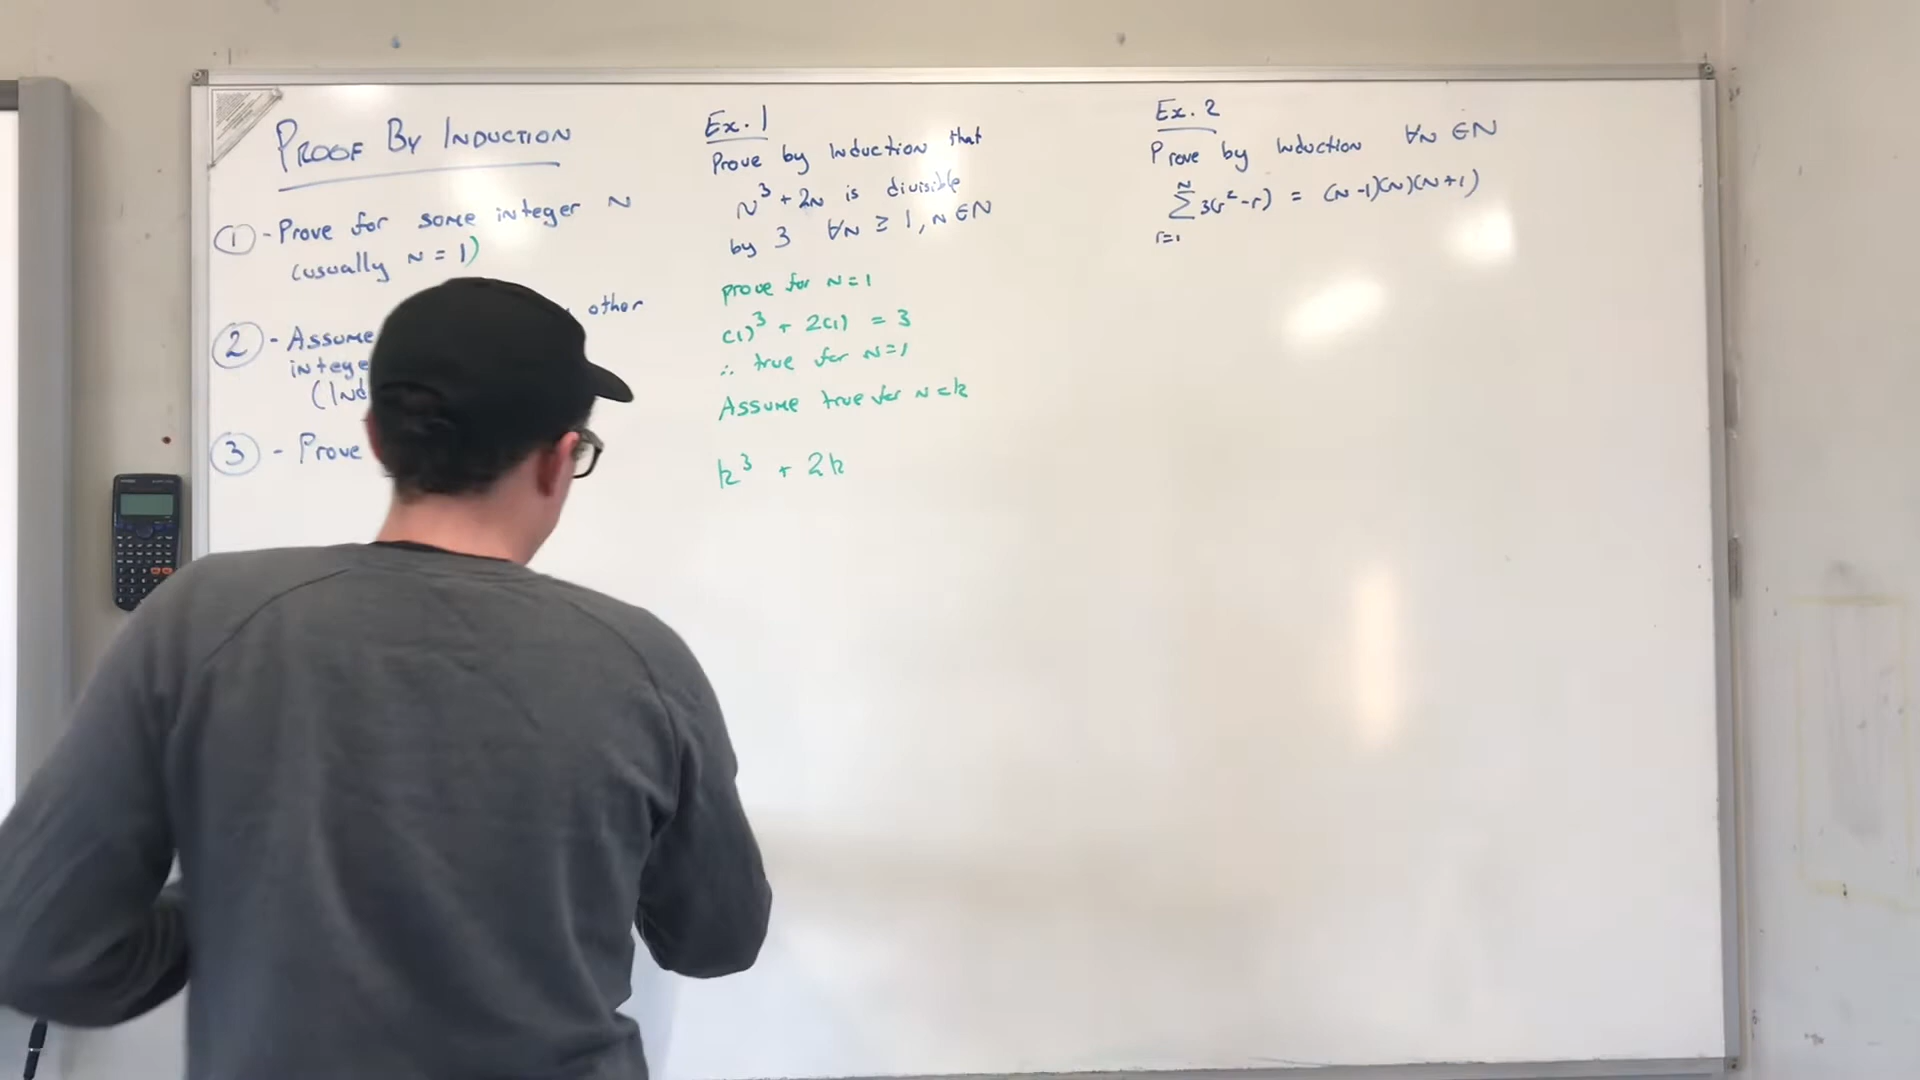 PROOF BY INDUCTION
1 - Prove for some integer N
(usually N = 1)
2 - Assume other
intege
(Ind
3 - Prove
Ex. 1
Prove by Induction that
N³ + 2N is divisible
by 3 ∀N ≥ 1, N ∈ N
prove for N = 1
(1)³ + 2(1) = 3
∴ true for N = 1
Assume true for N = k
k³ + 2k
Ex. 2
Prove by Induction ∀N ∈ N
N
Σ 3(r² - r) = (N - 1)(N)(N + 1)
r=1